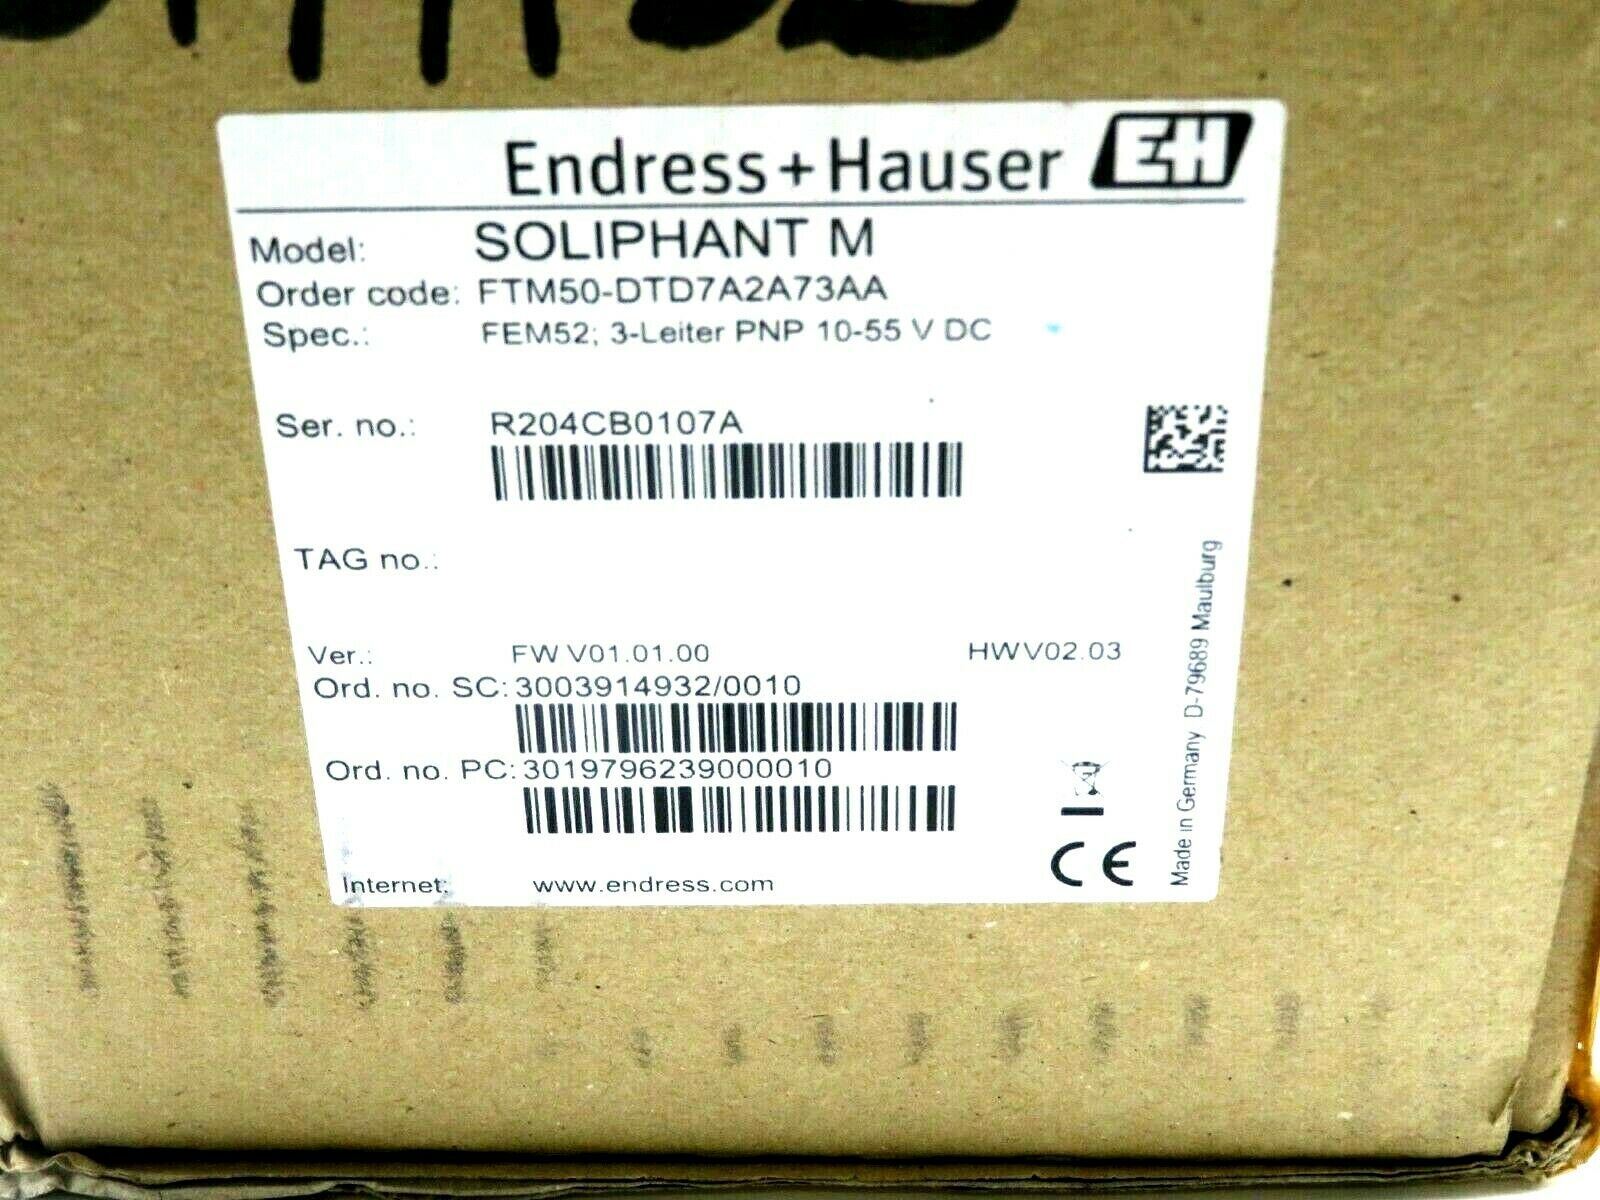 Endress+Hauser EH
Model: SOLIPHANT M
Order code: FTM50-DTD7A2A73AA
Spec.: FEM52; 3-Leiter PNP 10-55 V DC
Ser. no.: R204CB0107A
TAG no.:
Ver.: FW V01.01.00 HWV02.03
Ord. no. SC: 3003914932/0010
Ord. no. PC: 3019796239000010
Internet: www.endress.com
CE
Made in Germany D-79689 Maulburg